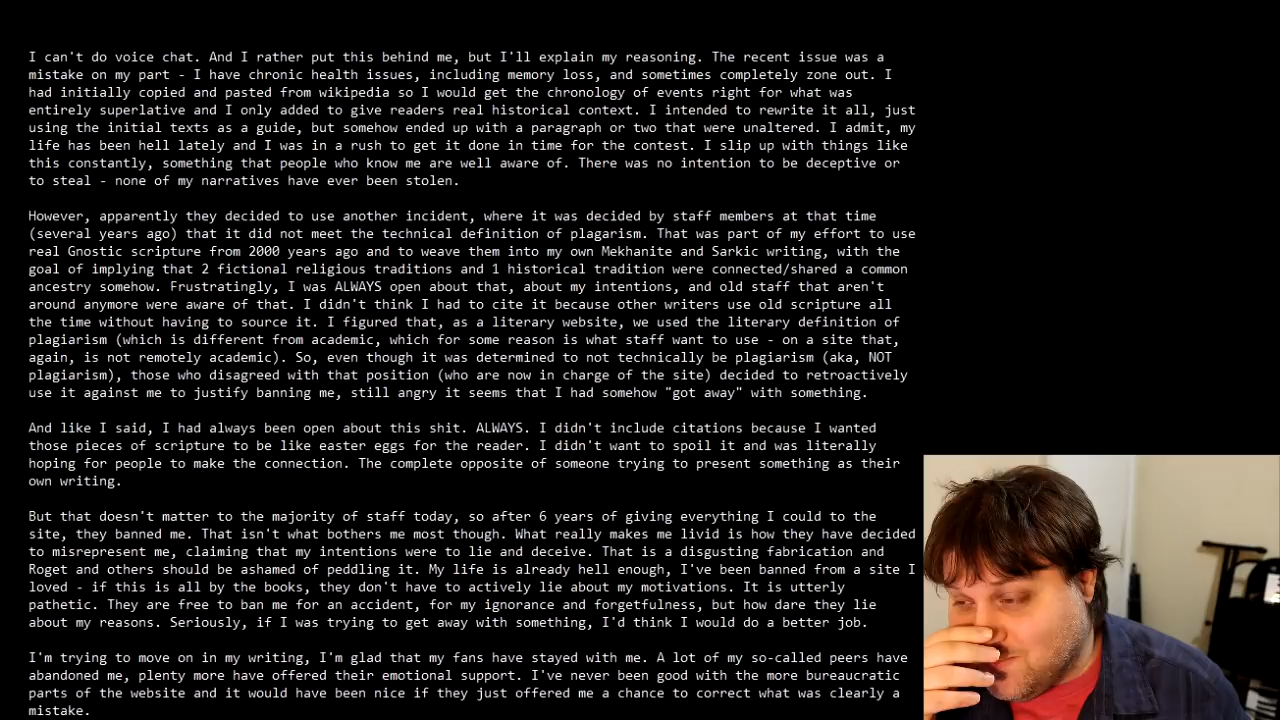 I can't do voice chat. And I rather put this behind me, but I'll explain my reasoning. The recent issue was a
mistake on my part - I have chronic health issues, including memory loss, and sometimes completely zone out. I
had initially copied and pasted from wikipedia so I would get the chronology of events right for what was
entirely superlative and I only added to give readers real historical context. I intended to rewrite it all, just
using the initial texts as a guide, but somehow ended up with a paragraph or two that were unaltered. I admit, my
life has been hell lately and I was in a rush to get it done in time for the contest. I slip up with things like
this constantly, something that people who know me are well aware of. There was no intention to be deceptive or
to steal - none of my narratives have ever been stolen.

However, apparently they decided to use another incident, where it was decided by staff members at that time
(several years ago) that it did not meet the technical definition of plagarism. That was part of my effort to use
real Gnostic scripture from 2000 years ago and to weave them into my own Mekhanite and Sarkic writing, with the
goal of implying that 2 fictional religious traditions and 1 historical tradition were connected/shared a common
ancestry somehow. Frustratingly, I was ALWAYS open about that, about my intentions, and old staff that aren't
around anymore were aware of that. I didn't think I had to cite it because other writers use old scripture all
the time without having to source it. I figured that, as a literary website, we used the literary definition of
plagiarism (which is different from academic, which for some reason is what staff want to use - on a site that,
again, is not remotely academic). So, even though it was determined to not technically be plagiarism (aka, NOT
plagiarism), those who disagreed with that position (who are now in charge of the site) decided to retroactively
use it against me to justify banning me, still angry it seems that I had somehow "got away" with something.

And like I said, I had always been open about this shit. ALWAYS. I didn't include citations because I wanted
those pieces of scripture to be like easter eggs for the reader. I didn't want to spoil it and was literally
hoping for people to make the connection. The complete opposite of someone trying to present something as their
own writing.

But that doesn't matter to the majority of staff today, so after 6 years of giving everything I could to the
site, they banned me. That isn't what bothers me most though. What really makes me livid is how they have decided
to misrepresent me, claiming that my intentions were to lie and deceive. That is a disgusting fabrication and
Roget and others should be ashamed of peddling it. My life is already hell enough, I've been banned from a site I
loved - if this is all by the books, they don't have to actively lie about my motivations. It is utterly
pathetic. They are free to ban me for an accident, for my ignorance and forgetfulness, but how dare they lie
about my reasons. Seriously, if I was trying to get away with something, I'd think I would do a better job.

I'm trying to move on in my writing, I'm glad that my fans have stayed with me. A lot of my so-called peers have
abandoned me, plenty more have offered their emotional support. I've never been good with the more bureaucratic
parts of the website and it would have been nice if they just offered me a chance to correct what was clearly a
mistake.